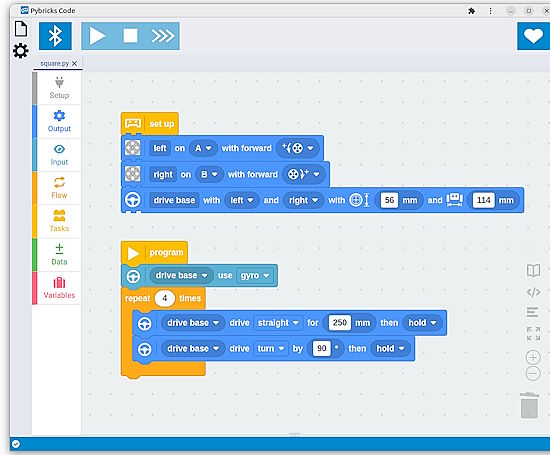 Pybricks Code
square.py
Setup
Output
Input
Flow
Tasks
Data
Variables
set up
left on A with forward
right on B with forward
drive base with left and right with 56 mm and 114 mm
program
drive base use gyro
repeat 4 times
drive base drive straight for 250 mm then hold
drive base drive turn by 90 ° then hold